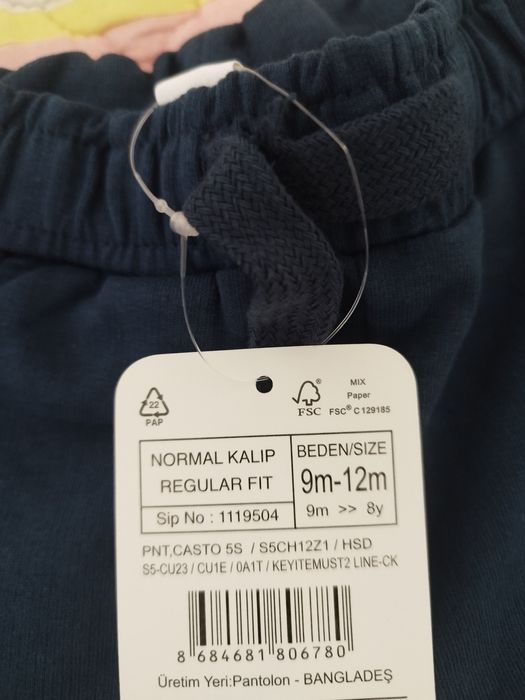 22
PAP
FSC®
MIX
Paper
FSC® C129185
NORMAL KALIP
REGULAR FIT
Sip No : 1119504
BEDEN/SIZE
9m-12m
9m >> 8y
PNT,CASTO 5S / S5CH12Z1 / HSD
S5-CU23 / CU1E / 0A1T / KEYITEMUST2 LINE-CK
8 684681 806780
Üretim Yeri:Pantolon - BANGLADEŞ